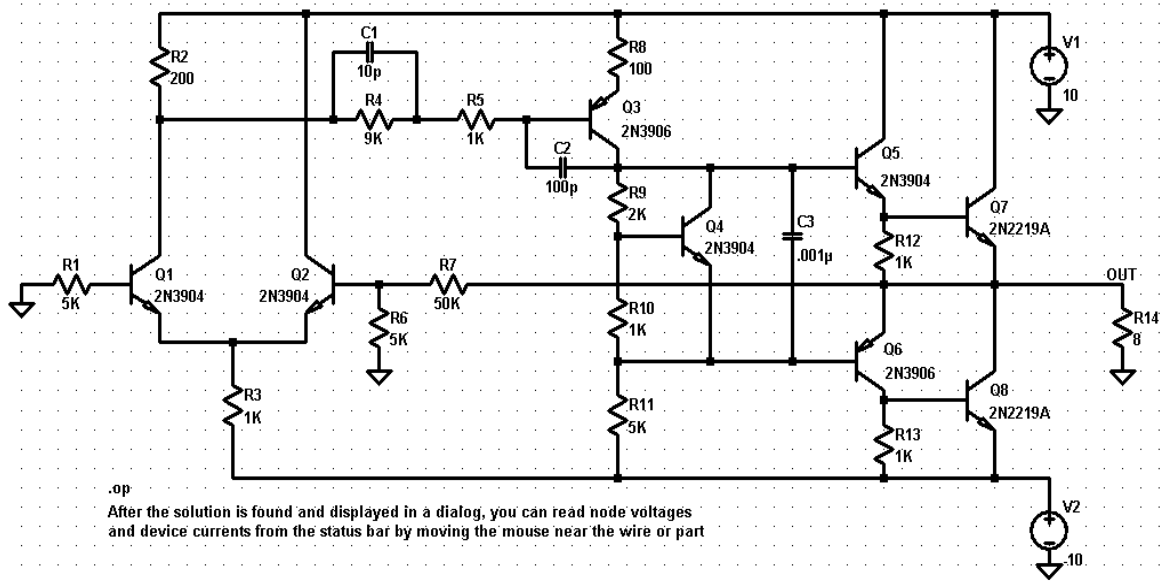 R2
200
C1
10p
R4
9K
R5
1K
R8
100
Q3
2N3906
C2
100p
R9
2K
Q4
2N3904
C3
.001µ
Q5
2N3904
R12
1K
Q7
2N2219A
V1
10
R1
5K
Q1
2N3904
Q2
2N3904
R7
50K
R6
5K
R10
1K
OUT
R14
8
Q6
2N3906
R3
1K
R11
5K
R13
1K
Q8
2N2219A
V2
-10
.op
After the solution is found and displayed in a dialog, you can read node voltages
and device currents from the status bar by moving the mouse near the wire or part